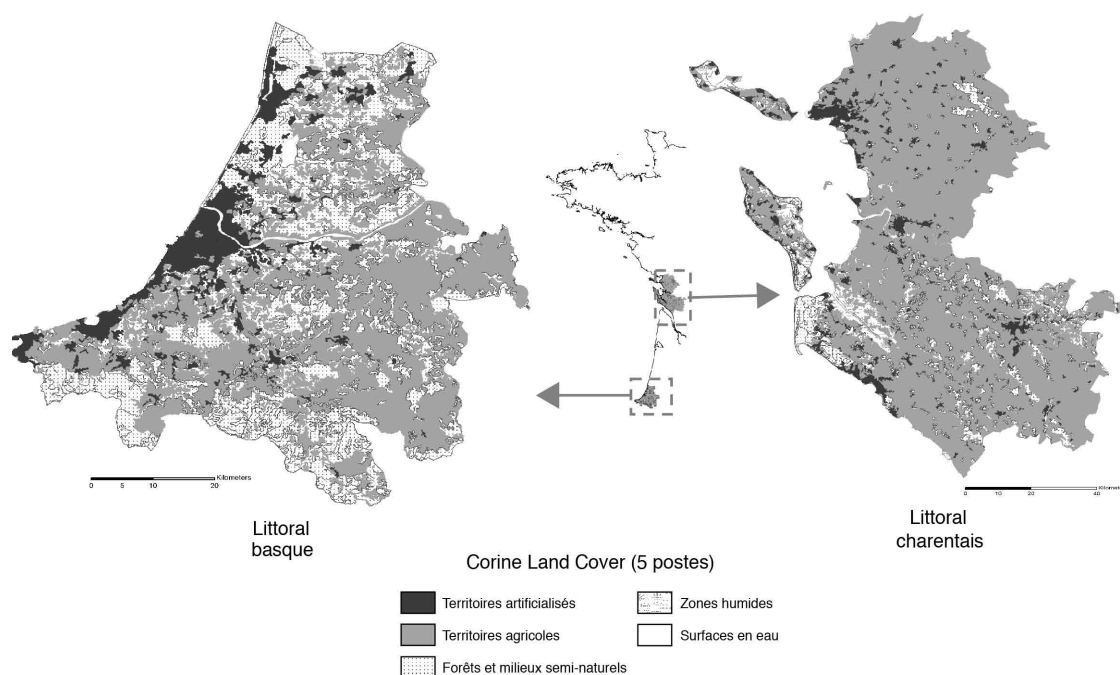 Kilometers
0 5 10 20
Kilometers
0 10 20 40
Littoral
basque
Littoral
charentais
Corine Land Cover (5 postes)
Territoires artificialisés
Zones humides
Territoires agricoles
Surfaces en eau
Forêts et milieux semi-naturels